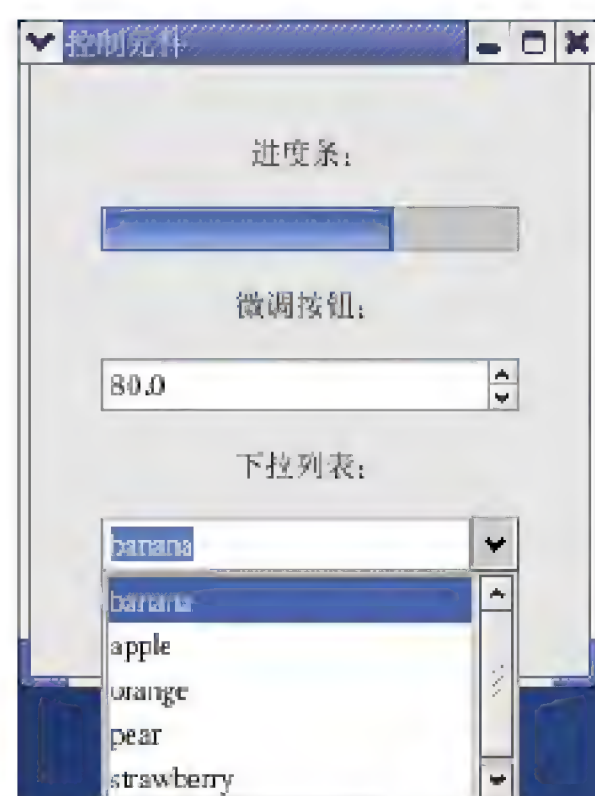 控制元件
进度条：
微调按钮：
80.0
下拉列表：
banana
banana
apple
orange
pear
strawberry